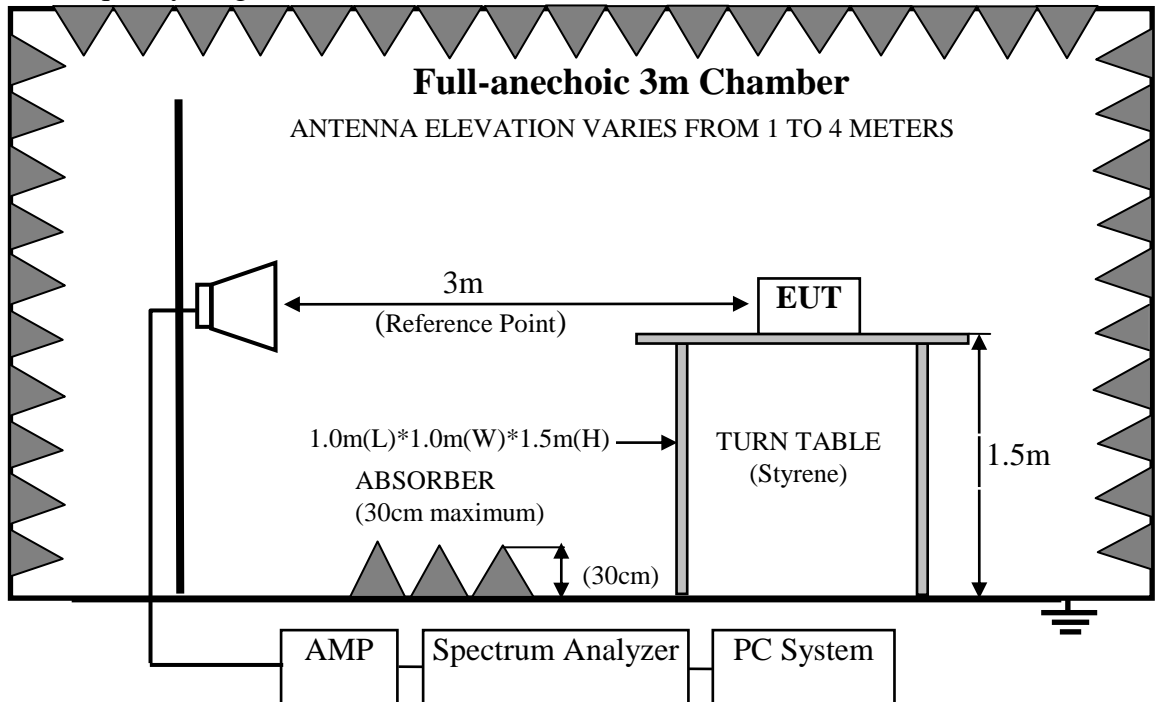 Full-anechoic 3m Chamber
ANTENNA ELEVATION VARIES FROM 1 TO 4 METERS
3m
(Reference Point)
EUT
1.0m(L)*1.0m(W)*1.5m(H)
TURN TABLE
(Styrene)
1.5m
ABSORBER
(30cm maximum)
(30cm)
AMP
Spectrum Analyzer
PC System